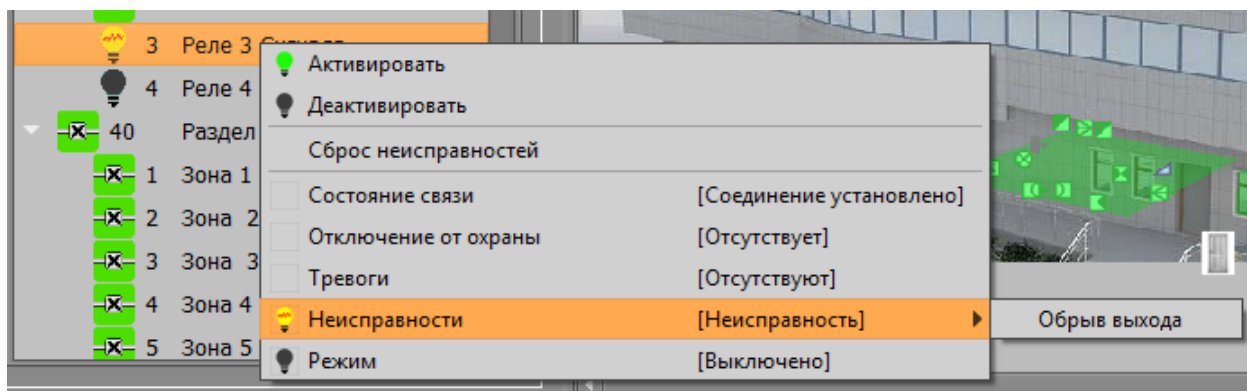 3 Реле 3
4 Реле 4
40 Раздел
1 Зона 1
2 Зона 2
3 Зона 3
4 Зона 4
5 Зона 5
Активировать
Деактивировать
Сброс неисправностей
Состояние связи [Соединение установлено]
Отключение от охраны [Отсутствует]
Тревоги [Отсутствуют]
Неисправности [Неисправность]
Обрыв выхода
Режим [Выключено]